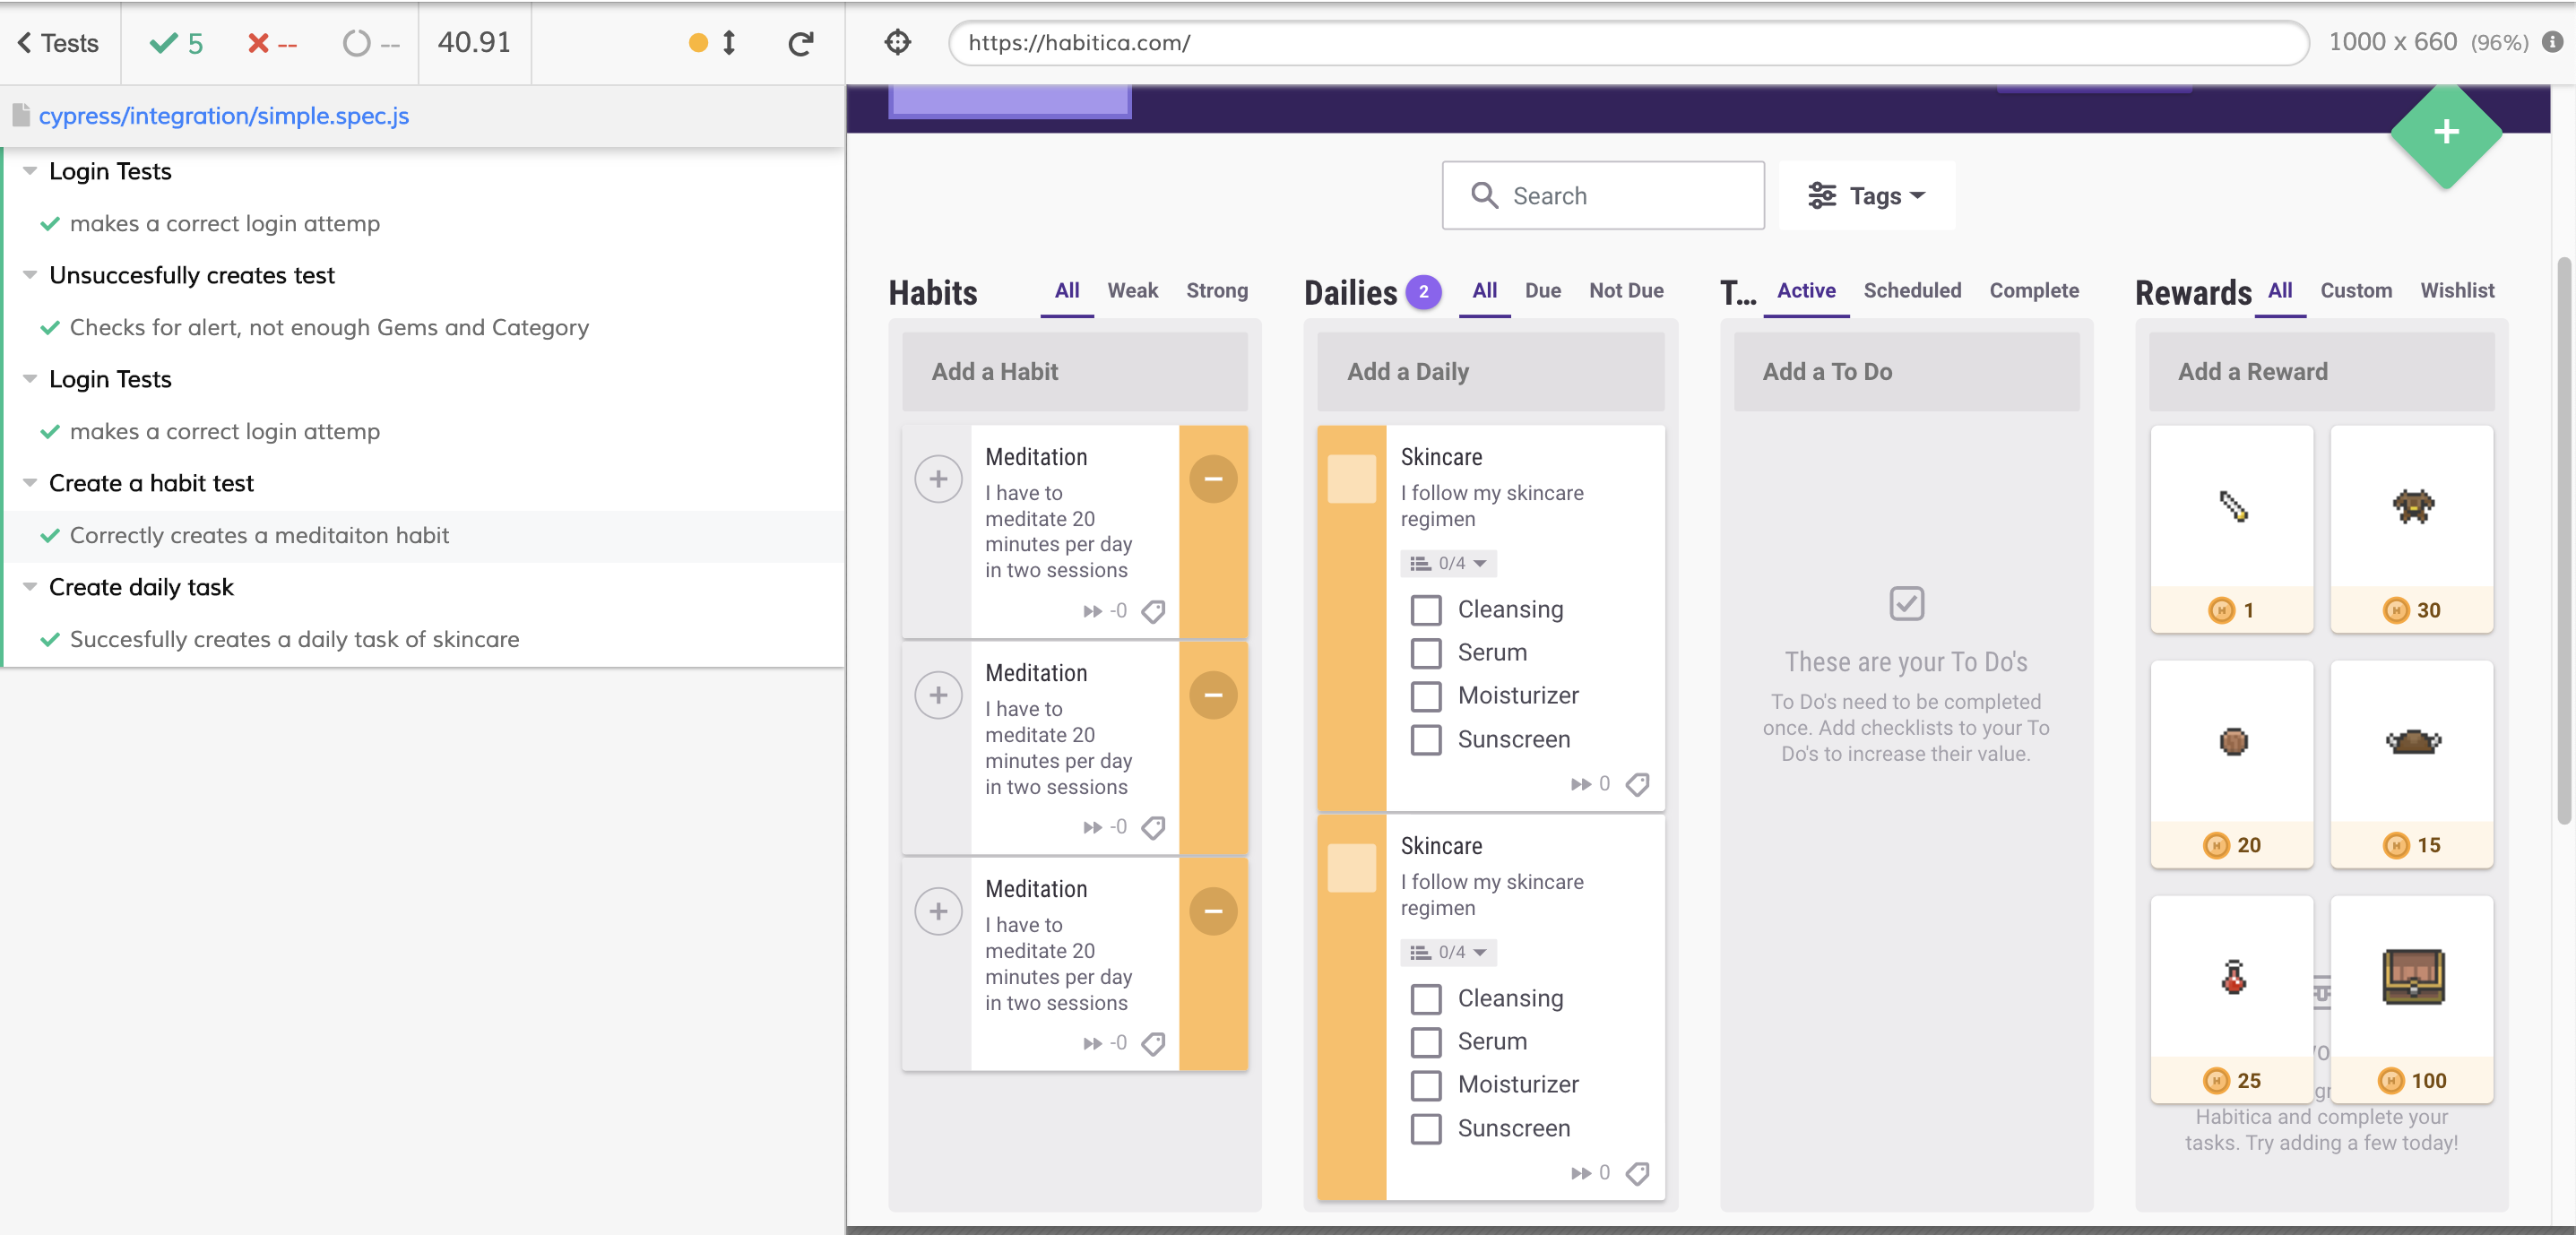 Tests
5
--
--
40.91
https://habitica.com/
1000 x 660 (96%)
cypress/integration/simple.spec.js
Login Tests
makes a correct login attemp
Unsuccesfully creates test
Checks for alert, not enough Gems and Category
Login Tests
makes a correct login attemp
Create a habit test
Correctly creates a meditaiton habit
Create daily task
Succesfully creates a daily task of skincare
+
Search
Tags
Habits
All Weak Strong
Add a Habit
Meditation
I have to
meditate 20
minutes per day
in two sessions
-0
Meditation
I have to
meditate 20
minutes per day
in two sessions
-0
Meditation
I have to
meditate 20
minutes per day
in two sessions
-0
Dailies 2
All Due Not Due
Add a Daily
Skincare
I follow my skincare
regimen
0/4
Cleansing
Serum
Moisturizer
Sunscreen
0
Skincare
I follow my skincare
regimen
0/4
Cleansing
Serum
Moisturizer
Sunscreen
0
T...
Active Scheduled Complete
Add a To Do
These are your To Do's
To Do's need to be completed
once. Add checklists to your To
Do's to increase their value.
Rewards
All Custom Wishlist
Add a Reward
1
30
20
15
25
100
Habitica and complete your
tasks. Try adding a few today!